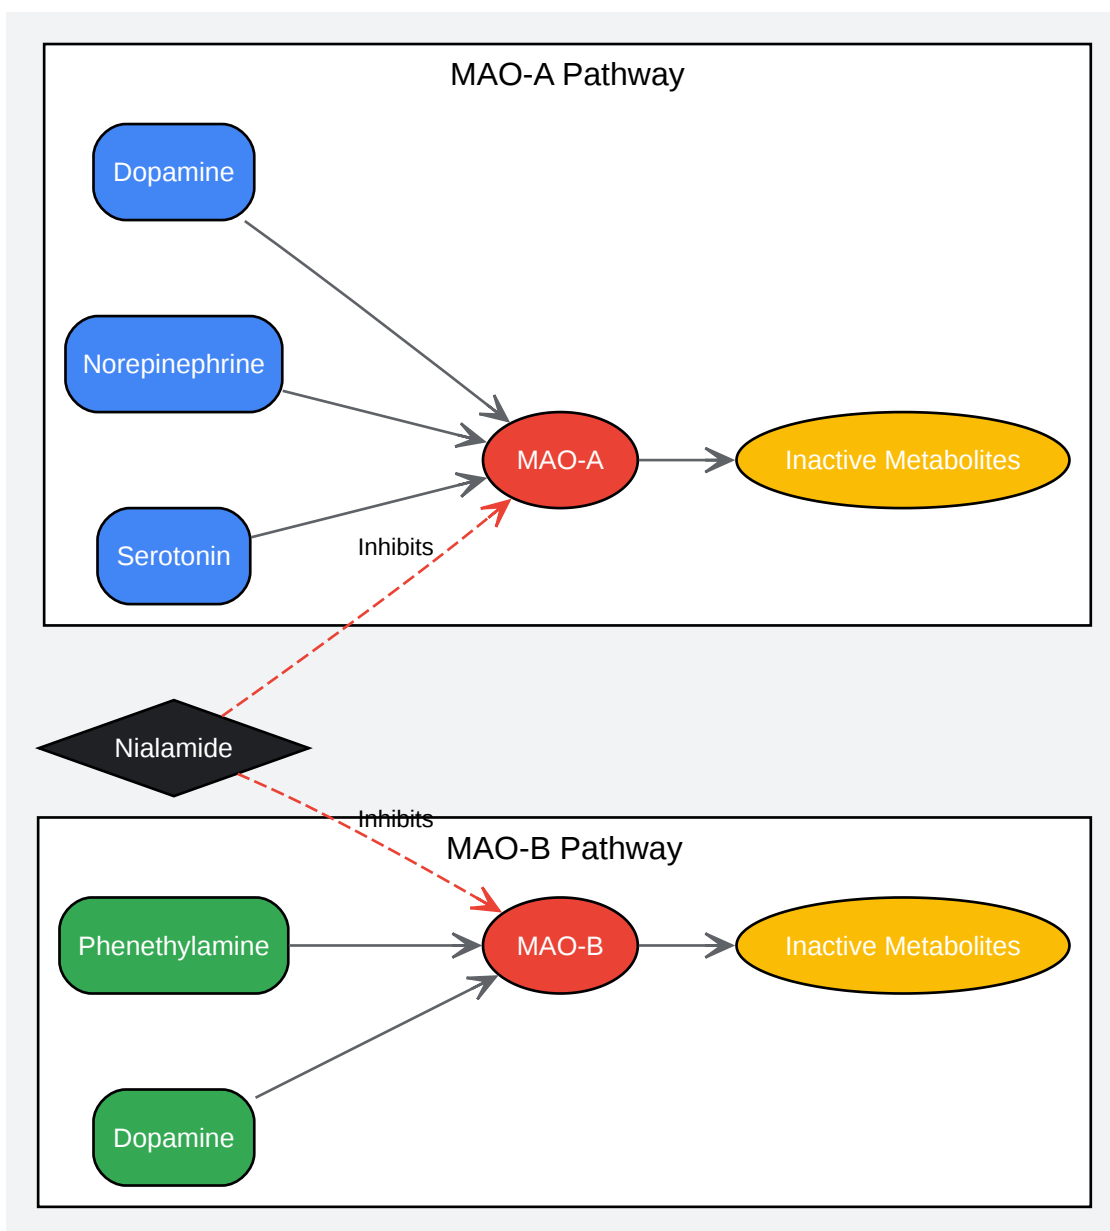 MAO-A Pathway
Dopamine
Norepinephrine
Serotonin
MAO-A
Inactive Metabolites
Inhibits
Nialamide
Inhibits
MAO-B Pathway
Phenethylamine
MAO-B
Inactive Metabolites
Dopamine